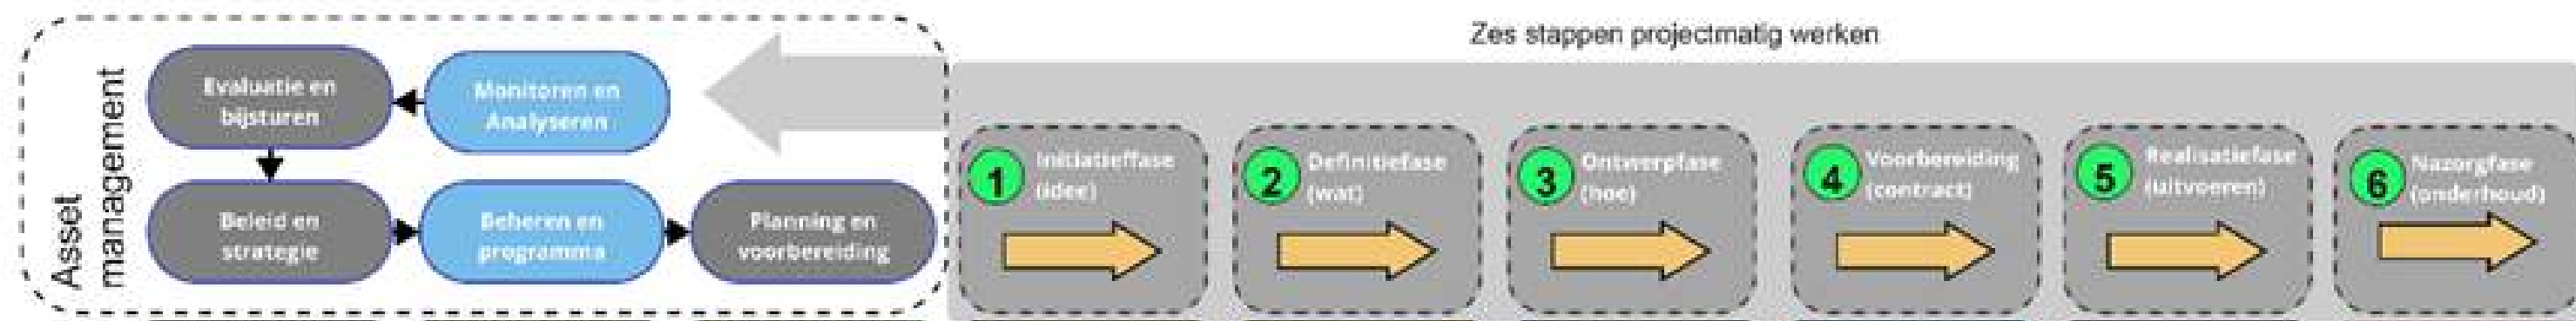 Zes stappen projectmatig werken
Asset
management
Evaluatie en
bijsturen
Monitoren en
Analyseren
Beleid en
strategie
Beheren en
programma
Planning en
voorbereiding
1
Initiatieffase
(idee)
2
Definitiefase
(wat)
3
Ontwerpfase
(hoe)
4
Voorbereiding
(contract)
5
Realisatiefase
(uitvoeren)
6
Nazorgfase
(onderhoud)